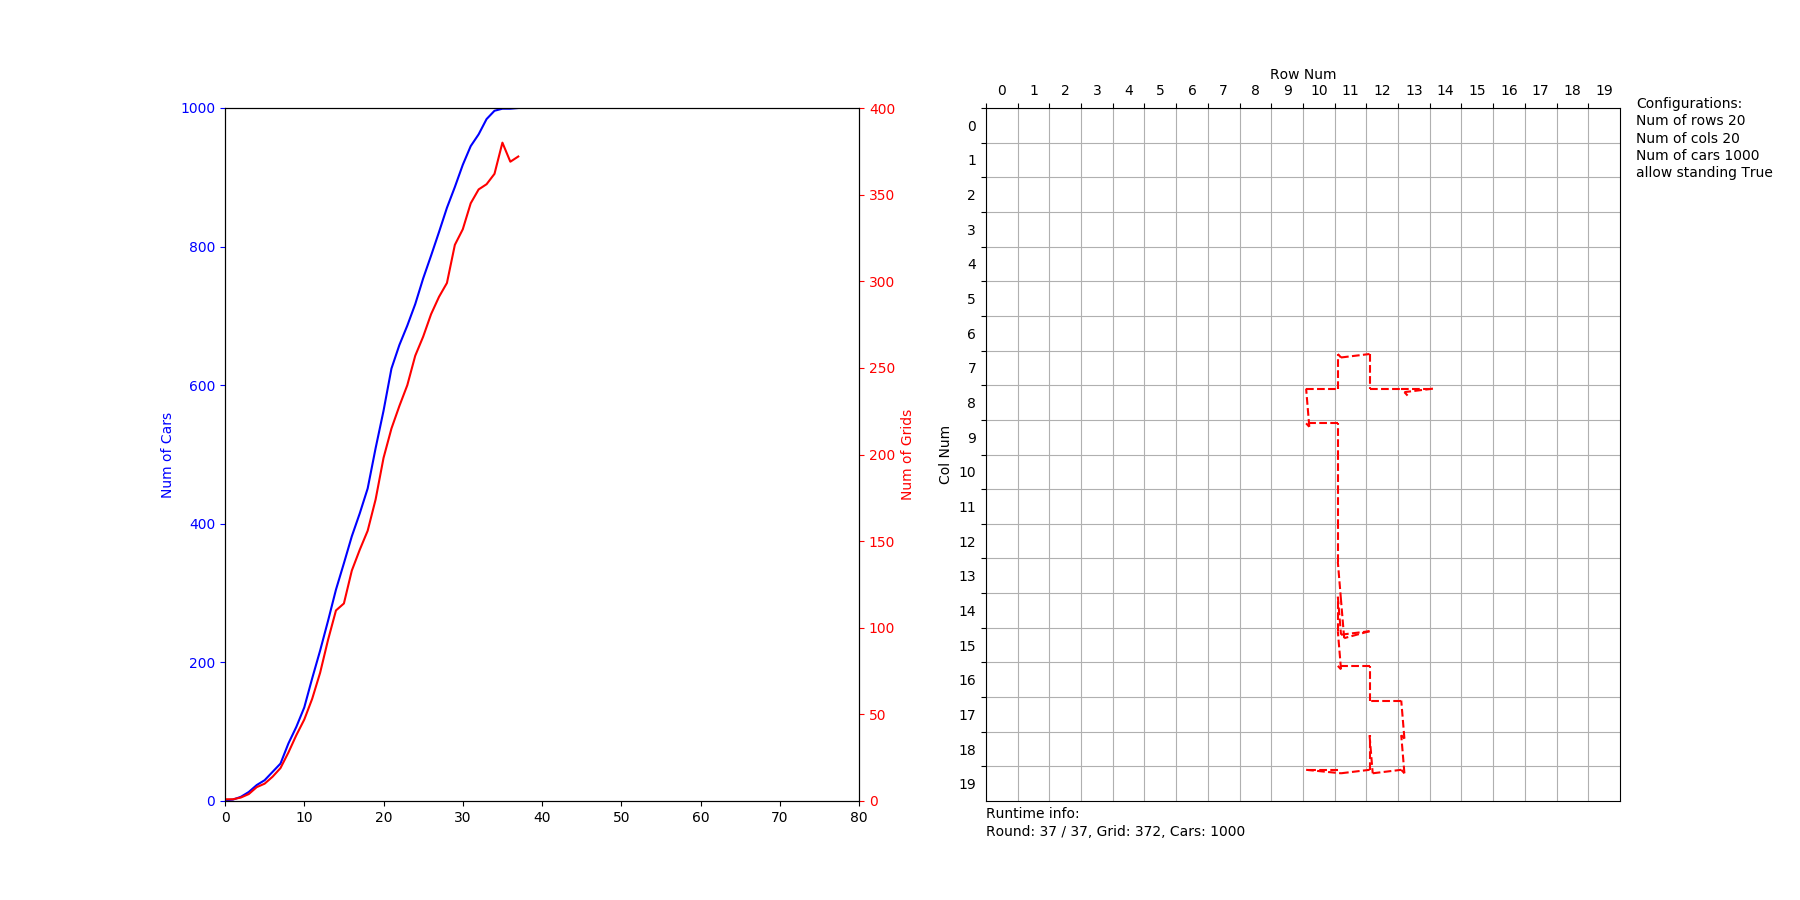 Row Num
0 1 2 3 4 5 6 7 8 9 10 11 12 13 14 15 16 17 18 19
Configurations:
Num of rows 20
Num of cols 20
Num of cars 1000
allow standing True
1000
800
600
400
200
0
Num of Cars
0 10 20 30 40 50 60 70 80
400
350
300
250
200
150
100
50
0
Num of Grids
Col Num
0
1
2
3
4
5
6
7
8
9
10
11
12
13
14
15
16
17
18
19
Runtime info:
Round: 37 / 37, Grid: 372, Cars: 1000